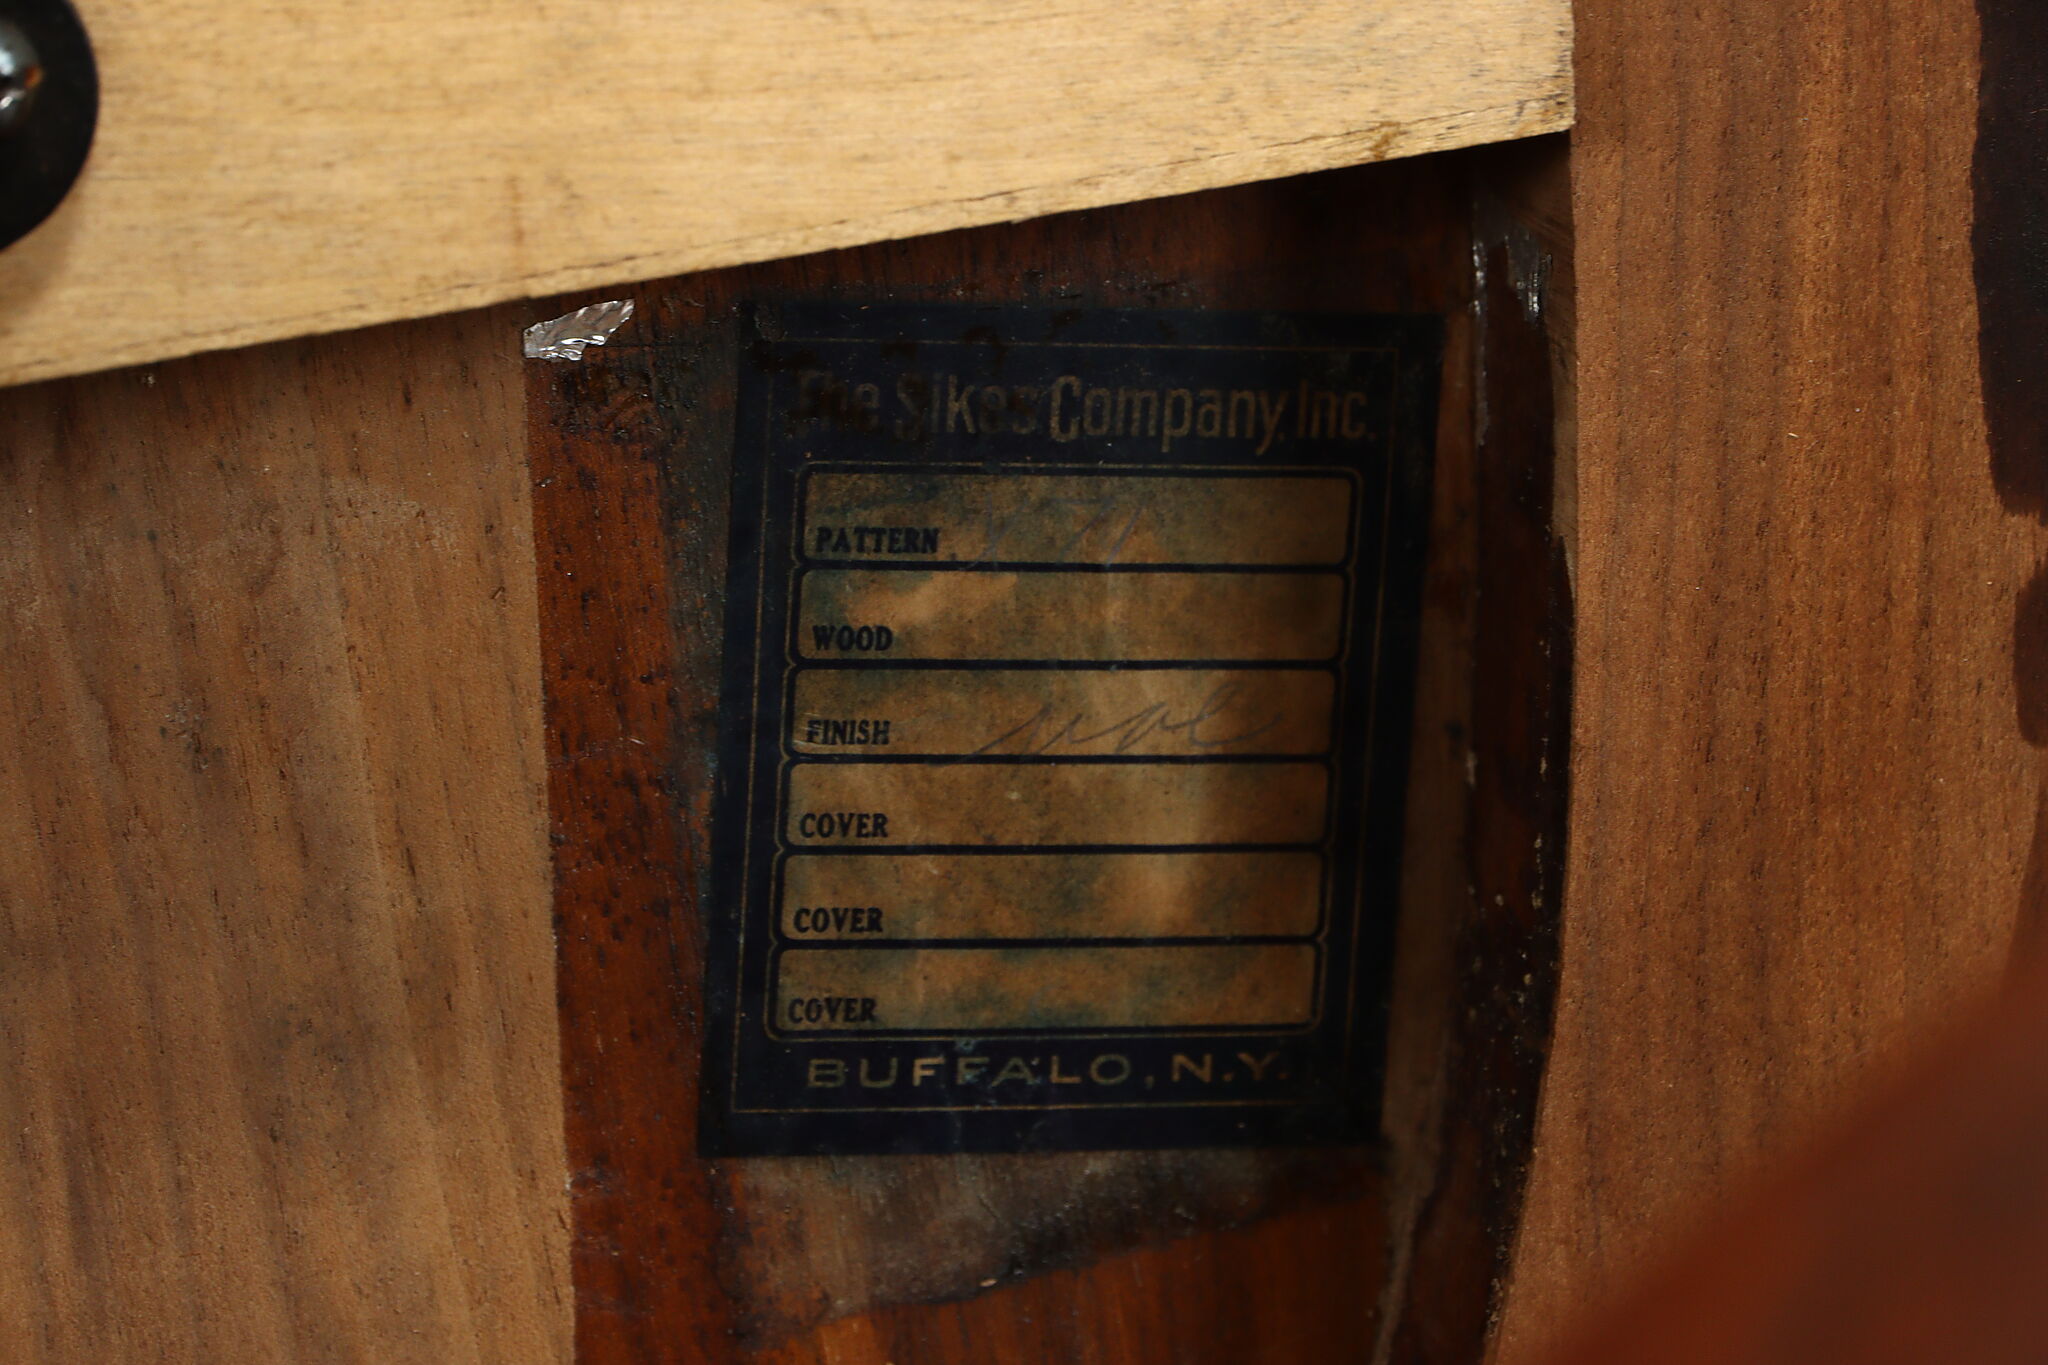 The Sikes Company, Inc.
PATTERN
WOOD
FINISH
COVER
COVER
COVER
BUFFALO, N.Y.